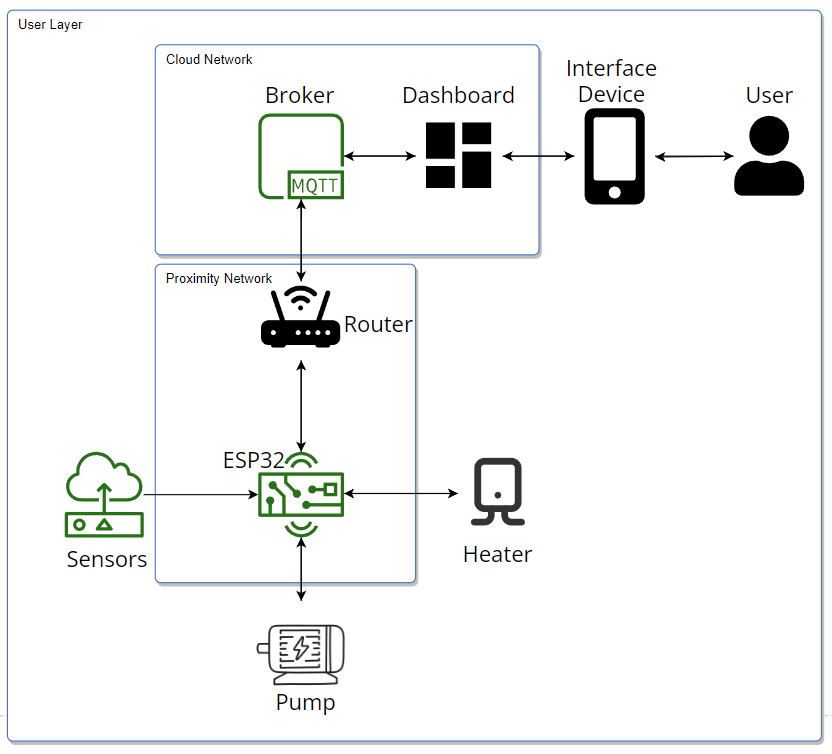 User Layer
Cloud Network
Broker
Dashboard
Interface
Device
User
MQTT
Proximity Network
Router
ESP32
Sensors
Heater
Pump